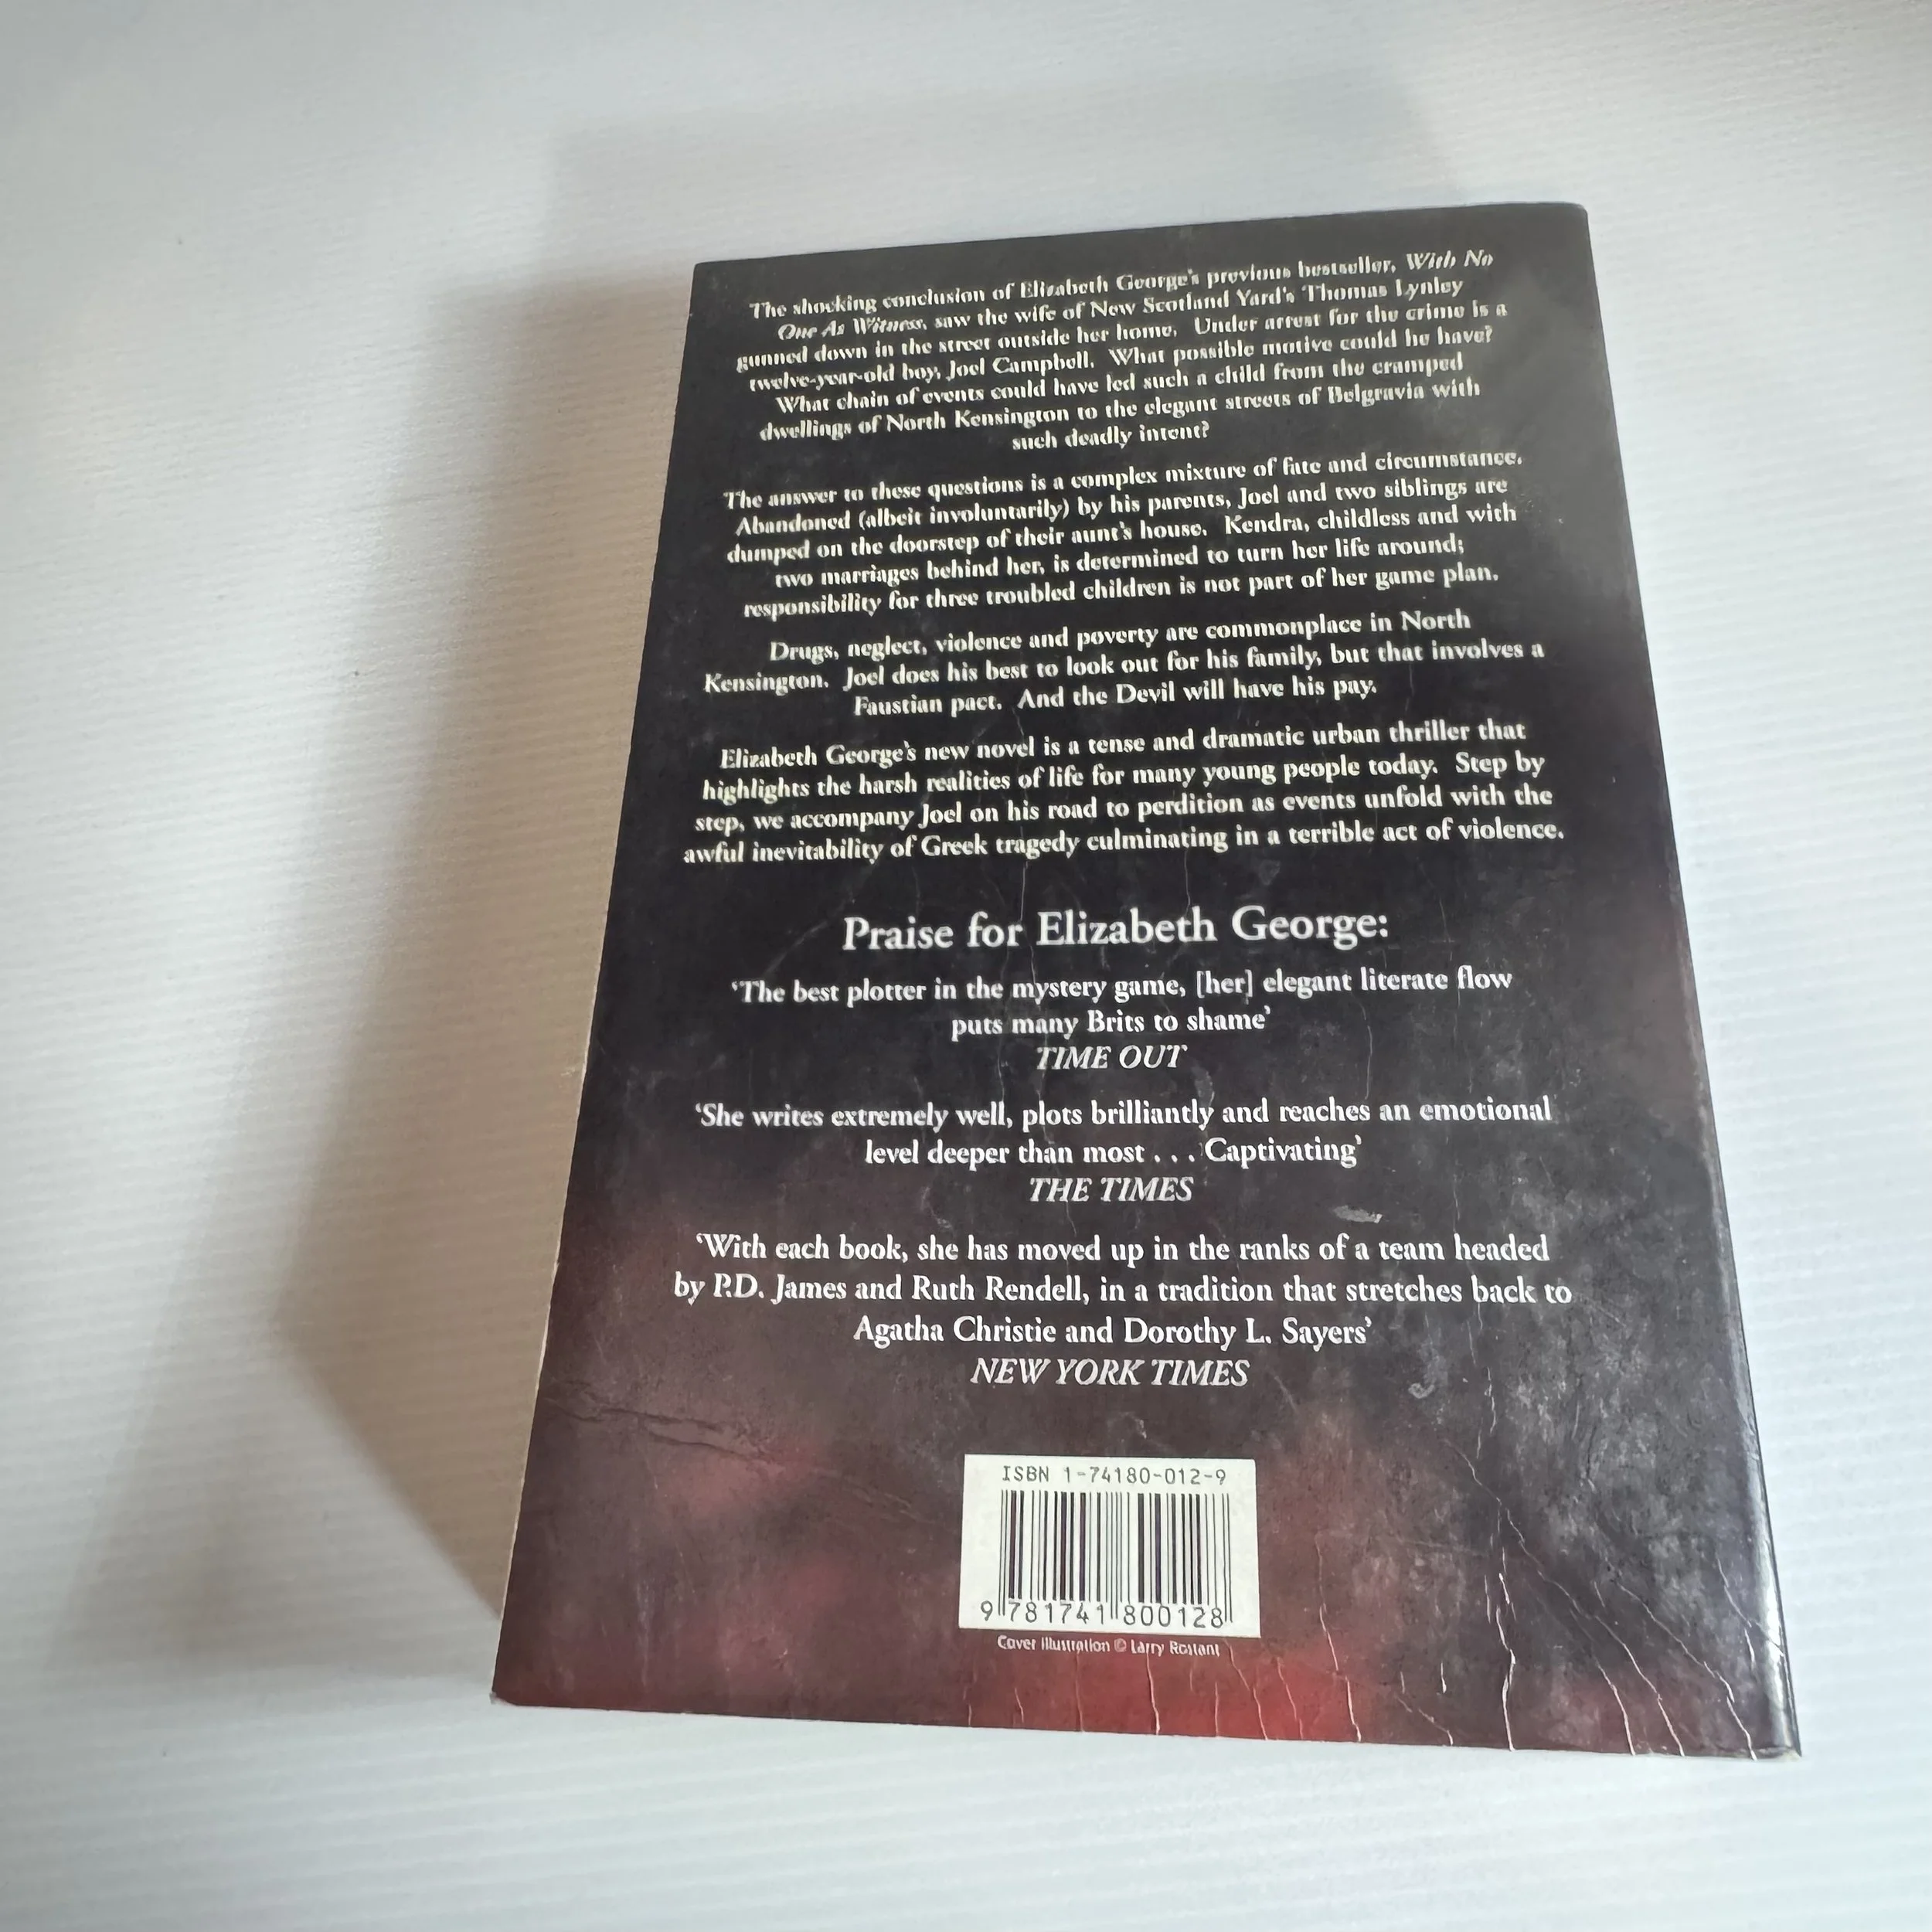 The shocking conclusion of Elizabeth George's previous bestseller, With No
One As Witness, saw the wife of New Scotland Yard's Thomas Lynley
gunned down in the street outside her home.  Under arrest for the crime is a
twelve-year-old boy, Joel Campbell.  What possible motive could he have?
What chain of events could have led such a child from the cramped
dwellings of North Kensington to the elegant streets of Belgravia with
such deadly intent?
The answer to these questions is a complex mixture of fate and circumstance.
Abandoned (albeit involuntarily) by his parents, Joel and two siblings are
dumped on the doorstep of their aunt's house.  Kendra, childless and with
two marriages behind her, is determined to turn her life around;
responsibility for three troubled children is not part of her game plan.
Drugs, neglect, violence and poverty are commonplace in North
Kensington.  Joel does his best to look out for his family, but that involves a
Faustian pact.  And the Devil will have his pay.
Elizabeth George's new novel is a tense and dramatic urban thriller that
highlights the harsh realities of life for many young people today.  Step by
step, we accompany Joel on his road to perdition as events unfold with the
awful inevitability of Greek tragedy culminating in a terrible act of violence.
Praise for Elizabeth George:
‘The best plotter in the mystery game, [her] elegant literate flow
puts many Brits to shame’
TIME OUT
‘She writes extremely well, plots brilliantly and reaches an emotional
level deeper than most . . . Captivating’
THE TIMES
‘With each book, she has moved up in the ranks of a team headed
by P.D. James and Ruth Rendell, in a tradition that stretches back to
Agatha Christie and Dorothy L. Sayers’
NEW YORK TIMES
ISBN 1-74180-012-9
9 781741 800128
Cover illustration © Larry Rostant